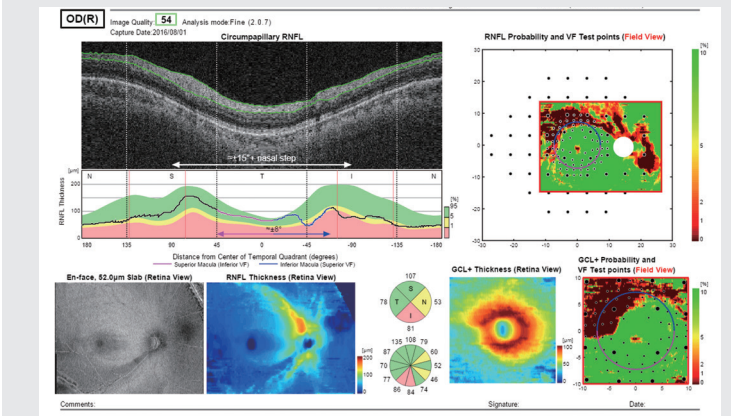 OD(R)
Image Quality: 54 Analysis mode:Fine (2.0.7)
Capture Date:2016/08/01
Circumpapillary RNFL
≈±15°+ nasal step
N S T I N
[μm]
200
100
0
RNFL Thickness
[%]
95
5
1
≈±8°
180 135 90 45 0 -45 -90 -135 -180
Distance from Center of Temporal Quadrant (degrees)
Superior Macula (Inferior VF) Inferior Macula (Superior VF)
RNFL Probability and VF Test points (Field View)
30
20
10
0
-10
-20
-30
-30 -20 -10 0 10 20 30
[%]
10
5
2
1
0
En-face, 52.0μm Slab (Retina View)
RNFL Thickness (Retina View)
[μm]
200
100
0
107
78 S 53
T N
I
81
135 108 79
87 60
70 52
77 46
86 84 74
GCL+ Thickness (Retina View)
[μm]
100
50
0
GCL+ Probability and
VF Test points (Field View)
10
5
0
-5
-10
-10 -5 0 5 10
[%]
10
5
2
1
0
Comments:
Signature:
Date: